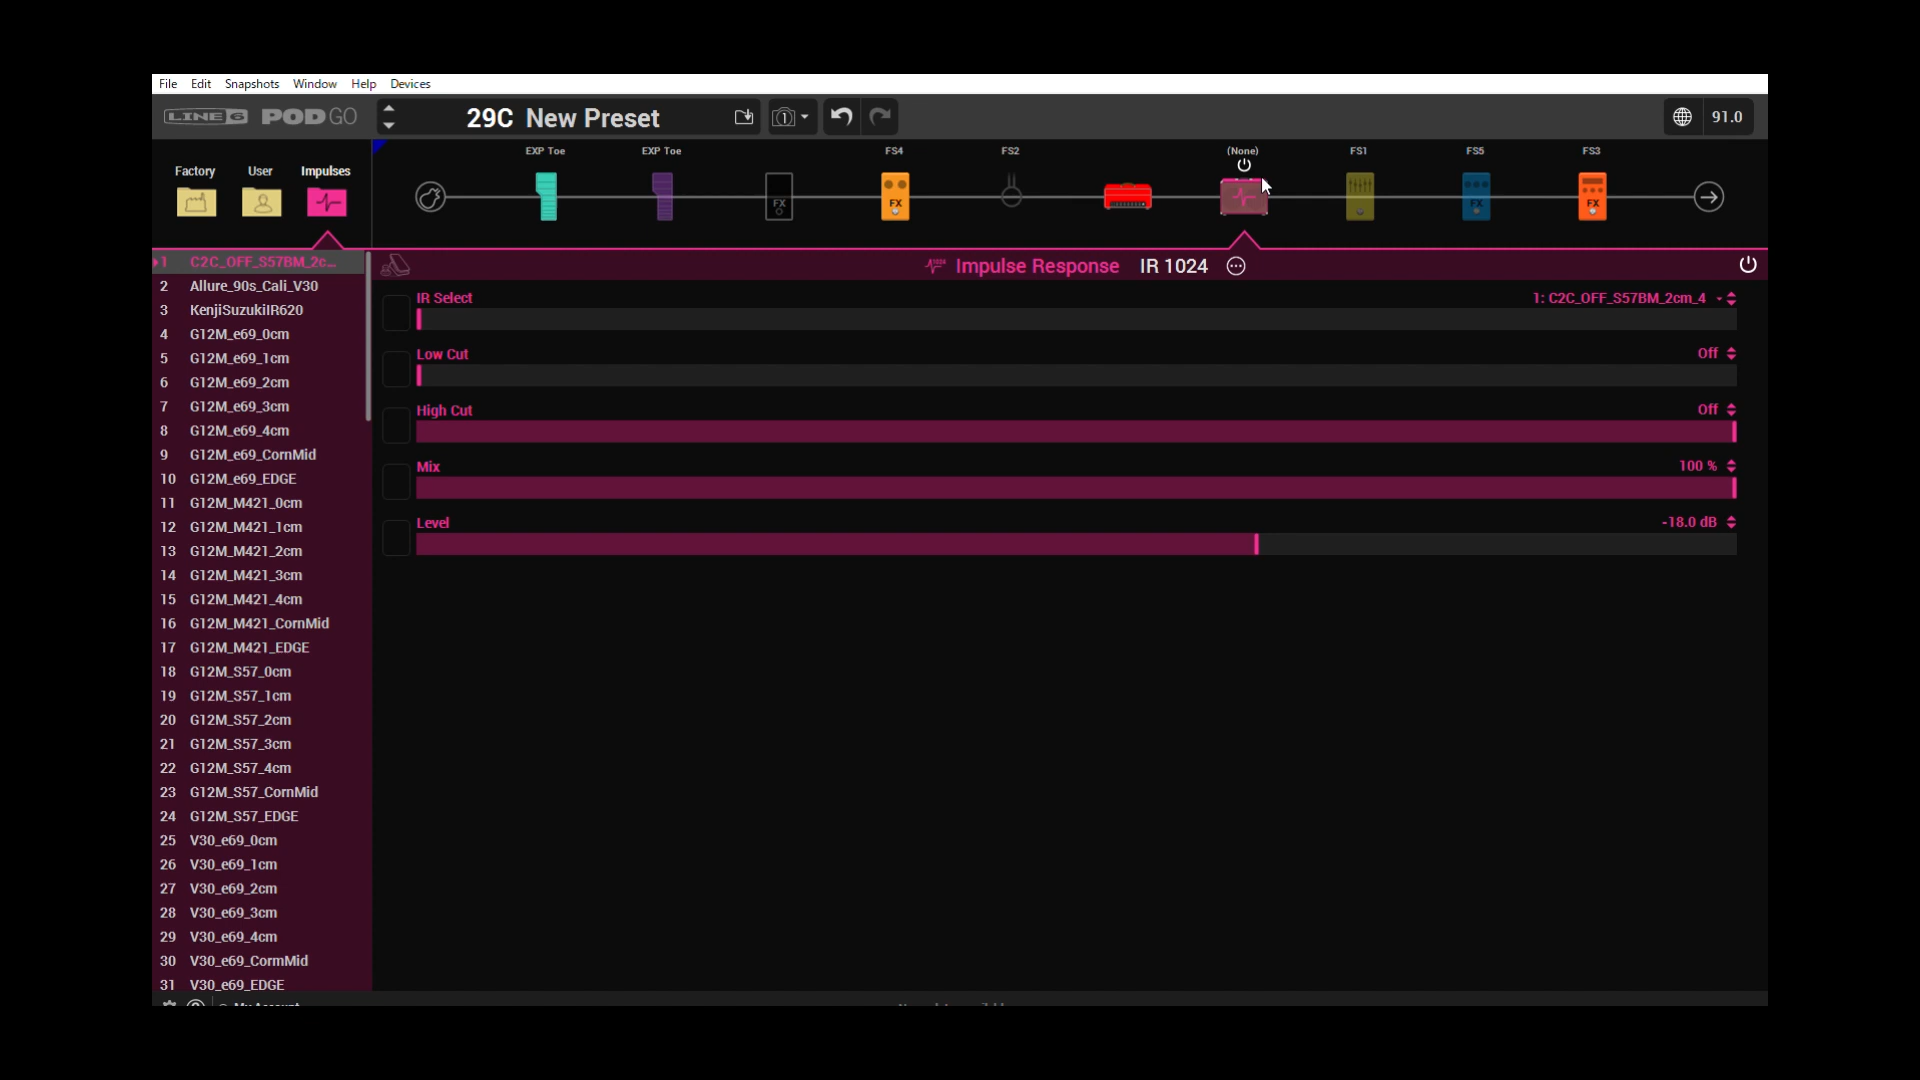 File Edit Snapshots Window Help Devices
LINE 6 POD GO
29C New Preset
1
91.0
Factory User Impulses
EXP Toe
EXP Toe
FS4
FS2
(None)
FS1
FS5
FS3
FX
FX
FX
FX
1 C2C_OFF_S57BM_2c...
2 Allure_90s_Cali_V30
3 KenjiSuzukiIR620
4 G12M_e69_0cm
5 G12M_e69_1cm
6 G12M_e69_2cm
7 G12M_e69_3cm
8 G12M_e69_4cm
9 G12M_e69_CornMid
10 G12M_e69_EDGE
11 G12M_M421_0cm
12 G12M_M421_1cm
13 G12M_M421_2cm
14 G12M_M421_3cm
15 G12M_M421_4cm
16 G12M_M421_CornMid
17 G12M_M421_EDGE
18 G12M_S57_0cm
19 G12M_S57_1cm
20 G12M_S57_2cm
21 G12M_S57_3cm
22 G12M_S57_4cm
23 G12M_S57_CornMid
24 G12M_S57_EDGE
25 V30_e69_0cm
26 V30_e69_1cm
27 V30_e69_2cm
28 V30_e69_3cm
29 V30_e69_4cm
30 V30_e69_CormMid
31 V30_e69_EDGE
1024 Impulse Response IR 1024
IR Select 1: C2C_OFF_S57BM_2cm_4
Low Cut Off
High Cut Off
Mix 100 %
Level -18.0 dB
My Account